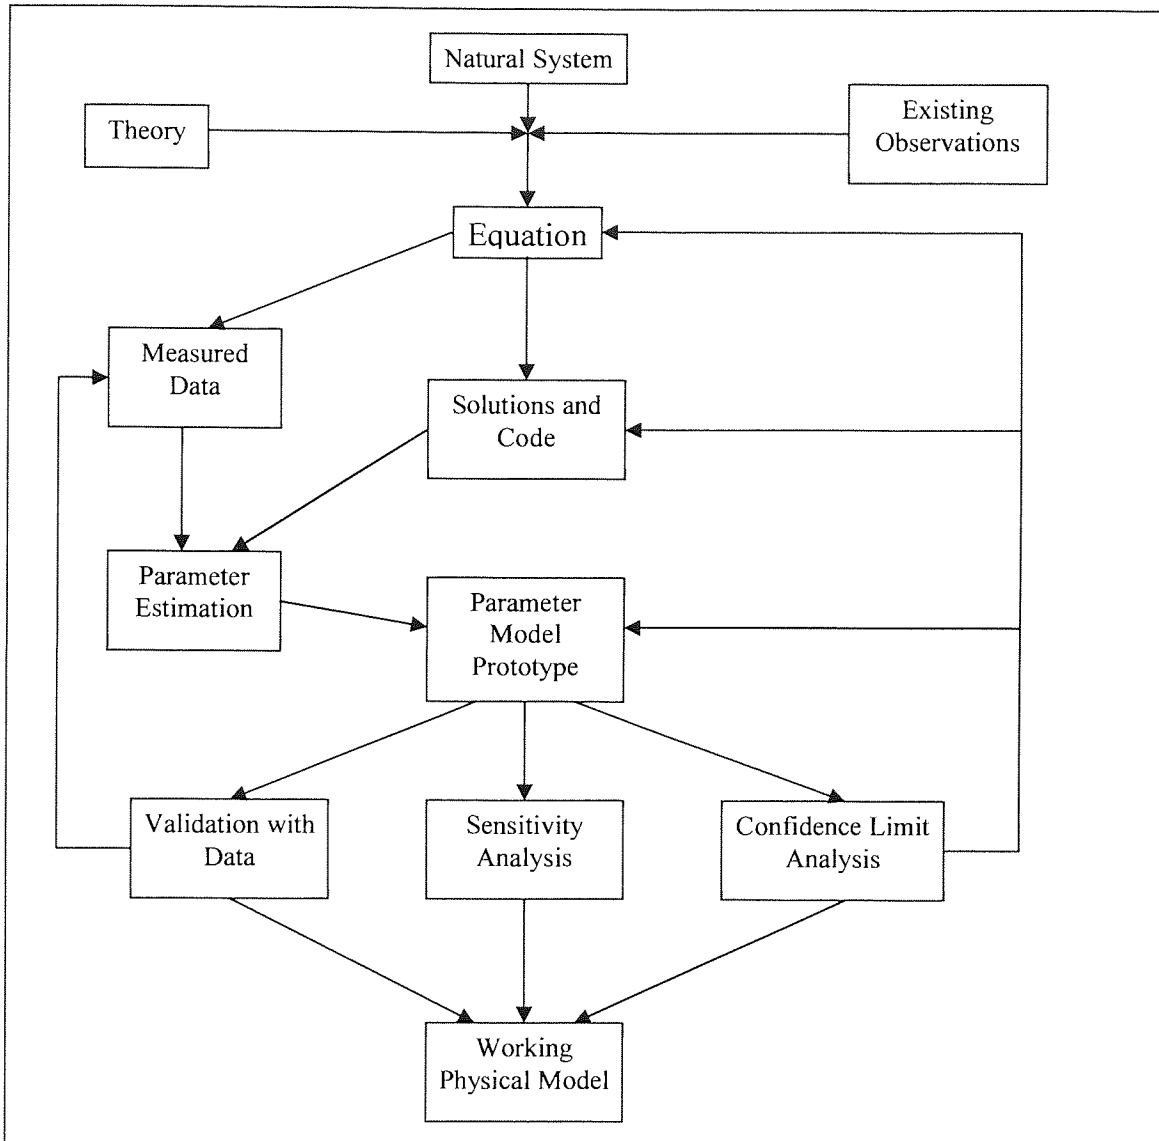 Natural System
Theory
Existing
Observations
Equation
Measured
Data
Solutions and
Code
Parameter
Estimation
Parameter
Model
Prototype
Validation with
Data
Sensitivity
Analysis
Confidence Limit
Analysis
Working
Physical Model